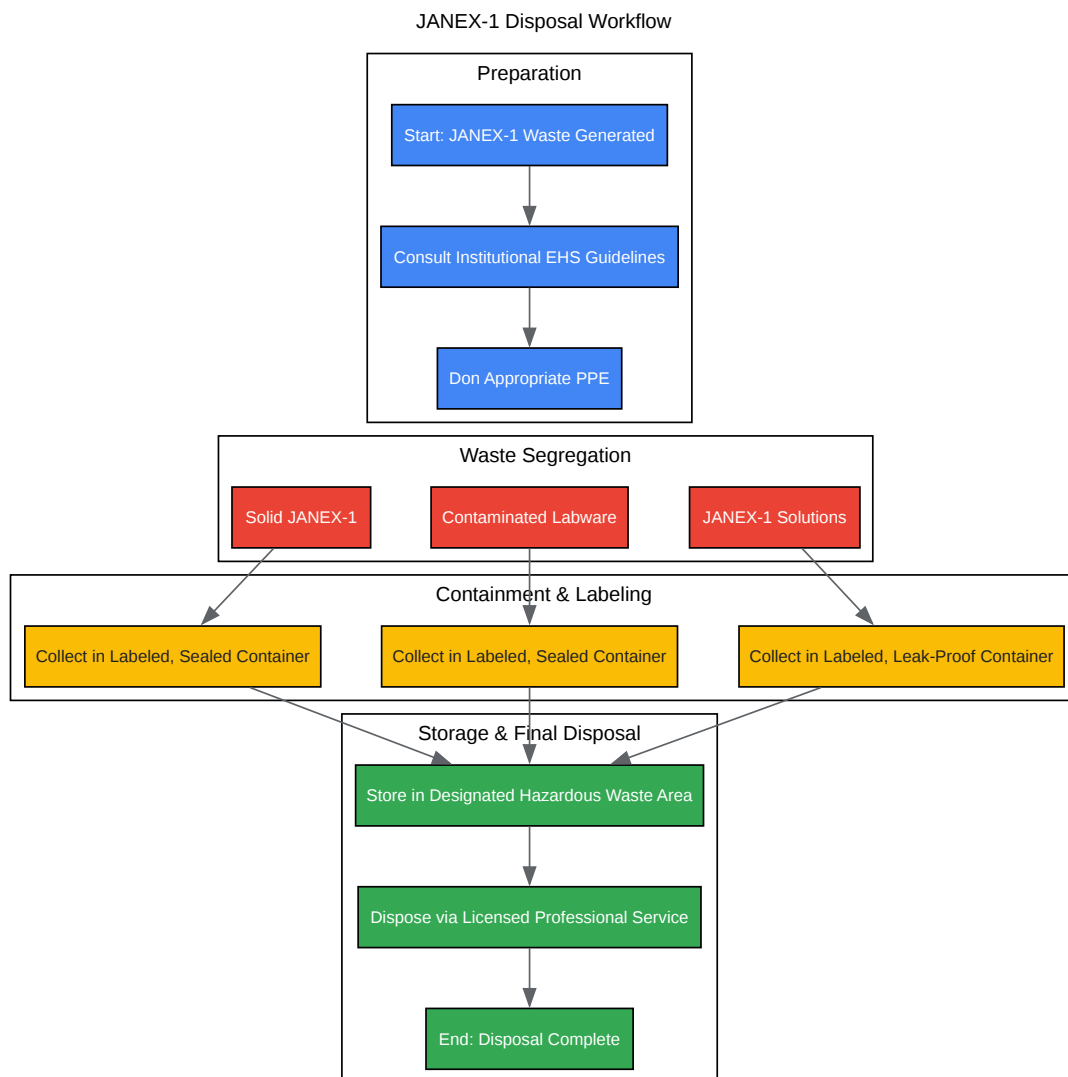 JANEX-1 Disposal Workflow
Preparation
Start: JANEX-1 Waste Generated
Consult Institutional EHS Guidelines
Don Appropriate PPE
Waste Segregation
Solid JANEX-1
Contaminated Labware
JANEX-1 Solutions
Containment & Labeling
Collect in Labeled, Sealed Container
Collect in Labeled, Sealed Container
Collect in Labeled, Leak-Proof Container
Storage & Final Disposal
Store in Designated Hazardous Waste Area
Dispose via Licensed Professional Service
End: Disposal Complete